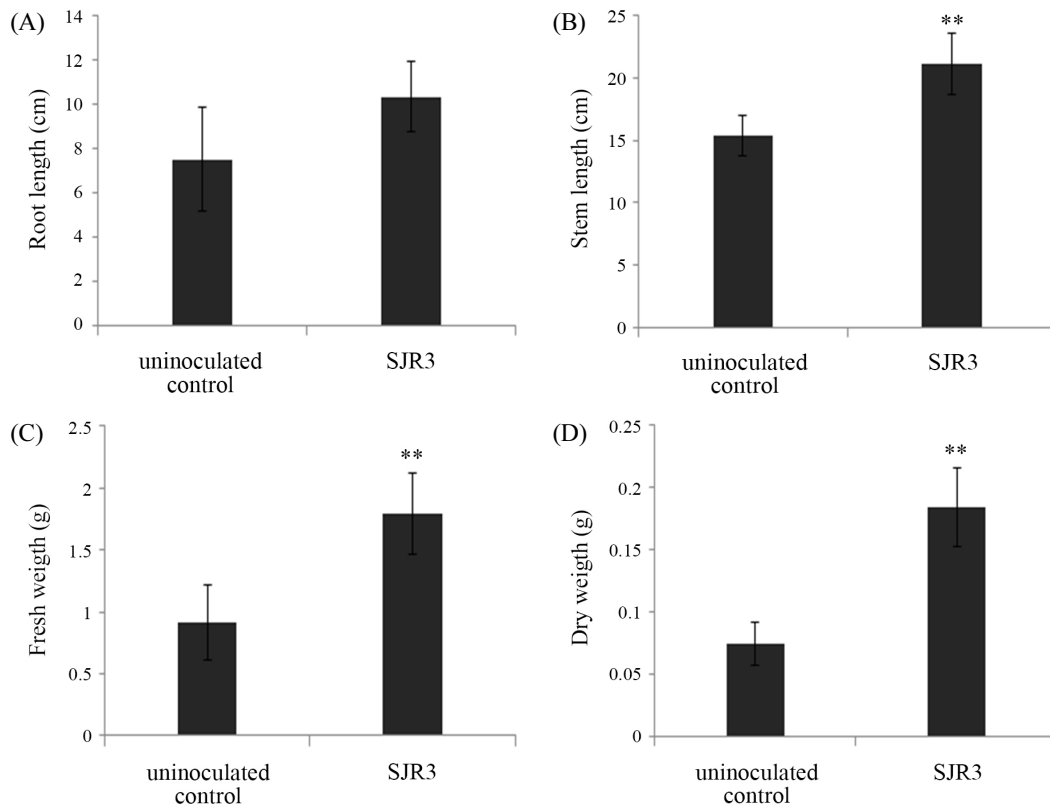 (A)
Root length (cm)
14
12
10
8
6
4
2
0
uninoculated
control
SJR3
(B)
Stem length (cm)
**
25
20
15
10
5
0
uninoculated
control
SJR3
(C)
Fresh weigth (g)
**
2.5
2
1.5
1
0.5
0
uninoculated
control
SJR3
(D)
Dry weigth (g)
**
0.25
0.2
0.15
0.1
0.05
0
uninoculated
control
SJR3